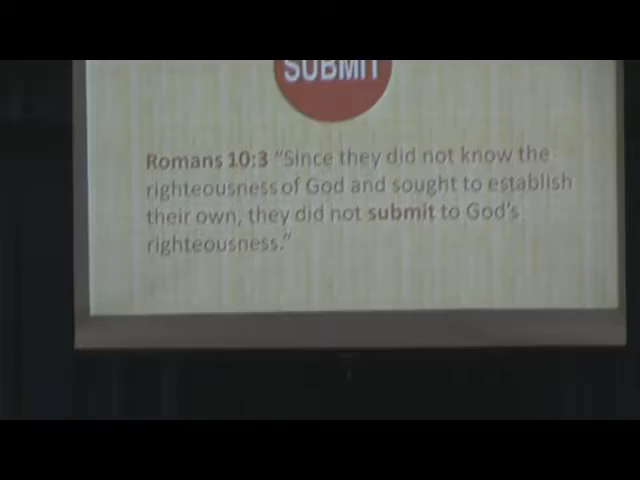 SUBMIT
Romans 10:3 “Since they did not know the
righteousness of God and sought to establish
their own, they did not submit to God’s
righteousness.”